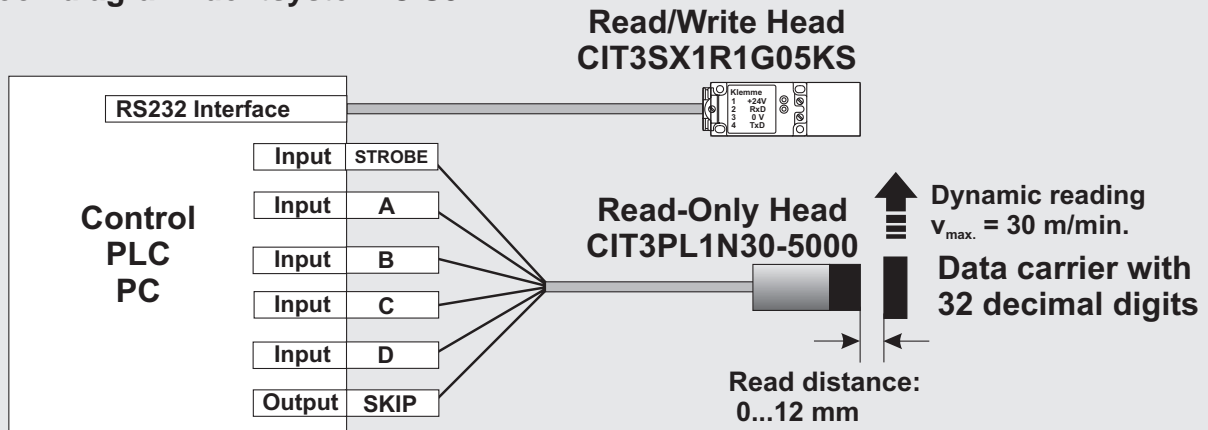 Read/Write Head
CIT3SX1R1G05KS
RS232 Interface
Klemme
1 +24V
2 RxD
3 0 V
4 TxD
Input STROBE
Input A
Input B
Input C
Input D
Output SKIP
Control
PLC
PC
Read-Only Head
CIT3PL1N30-5000
Dynamic reading
vmax. = 30 m/min.
Data carrier with
32 decimal digits
Read distance:
0...12 mm